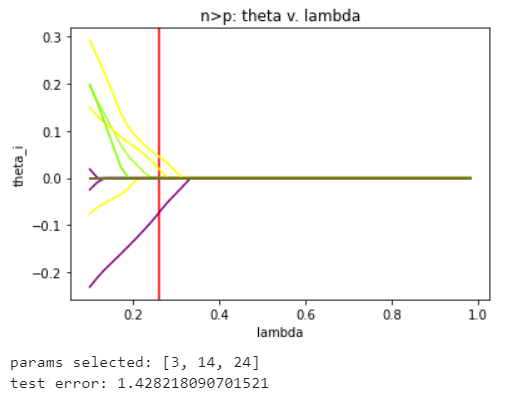 n>p: theta v. lambda
0.3
0.2
0.1
0.0
−0.1
−0.2
theta_i
0.2 0.4 0.6 0.8 1.0
lambda
params selected: [3, 14, 24]
test error: 1.428218090701521